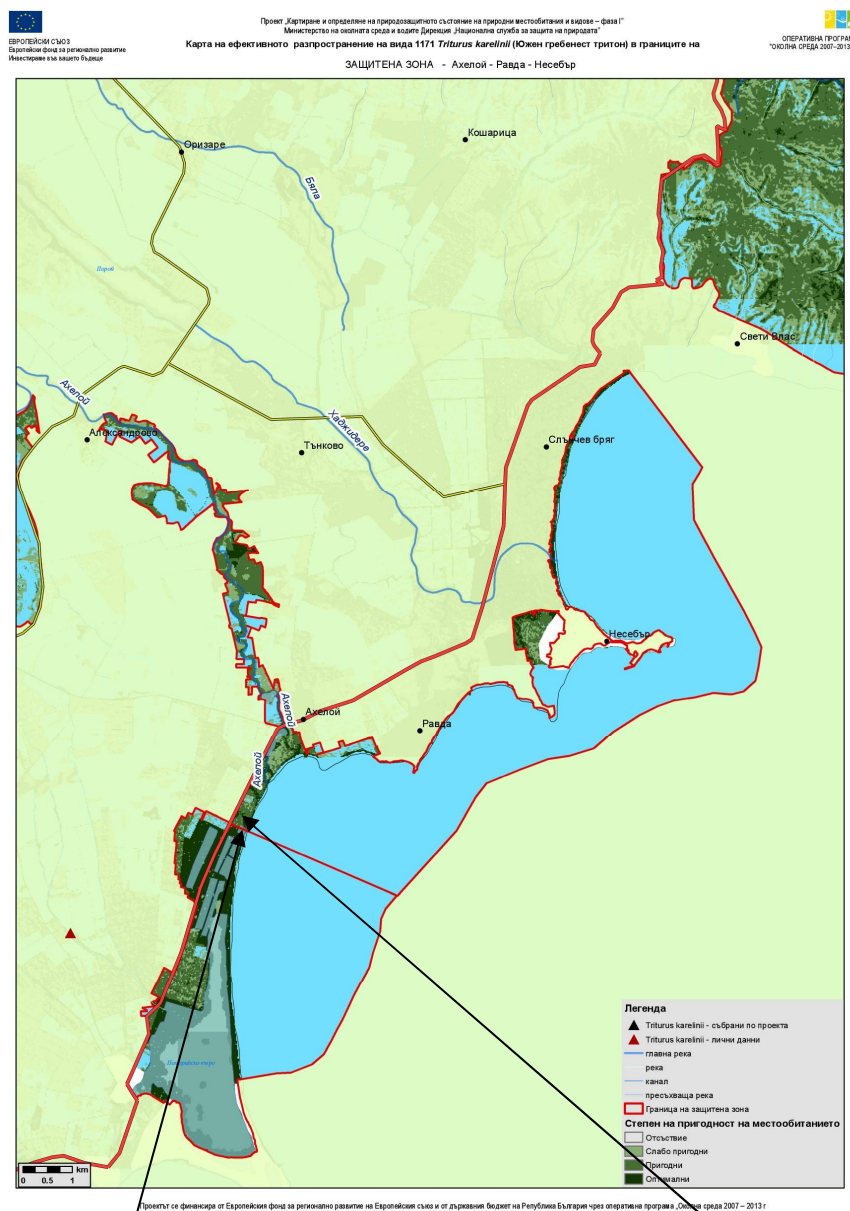 Проект „Картиране и определяне на природозащитното състояние на природни местообитания и видове – фаза I"
Министерство на околната среда и водите Дирекция „Национална служба за защита на природата"
Карта на ефективното разпространение на вида 1171 Triturus karelinii (Южен гребенест тритон) в границите на
ЗАЩИТЕНА ЗОНА - Ахелой - Равда - Несебър
ЕВРОПЕЙСКИ СЪЮЗ
Европейски фонд за регионално развитие
Инвестираме във вашето бъдеще
ОПЕРАТИВНА ПРОГРАМ
"ОКОЛНА СРЕДА 2007–2013
Кошарица
Оризаре
Бяла
Порой
Свети Влас
Ахелой
Александрово
Хаджидере
Тънково
Слънчев бряг
Несебър
Ахелой
Ахелой
Равда
Ахелой
Легенда
Triturus karelinii - събрани по проекта
Triturus karelinii - лични данни
главна река
река
канал
пресъхваща река
Граница на защитена зона
Степен на пригодност на местообитанието
Отсъствие
Слабо пригодни
Пригодни
Оптимални
km
0 0.5 1
Проектът се финансира от Европейския фонд за регионално развитие на Европейския съюз и от държавния бюджет на Република България чрез оперативна програма „Околна среда 2007 – 2013 г